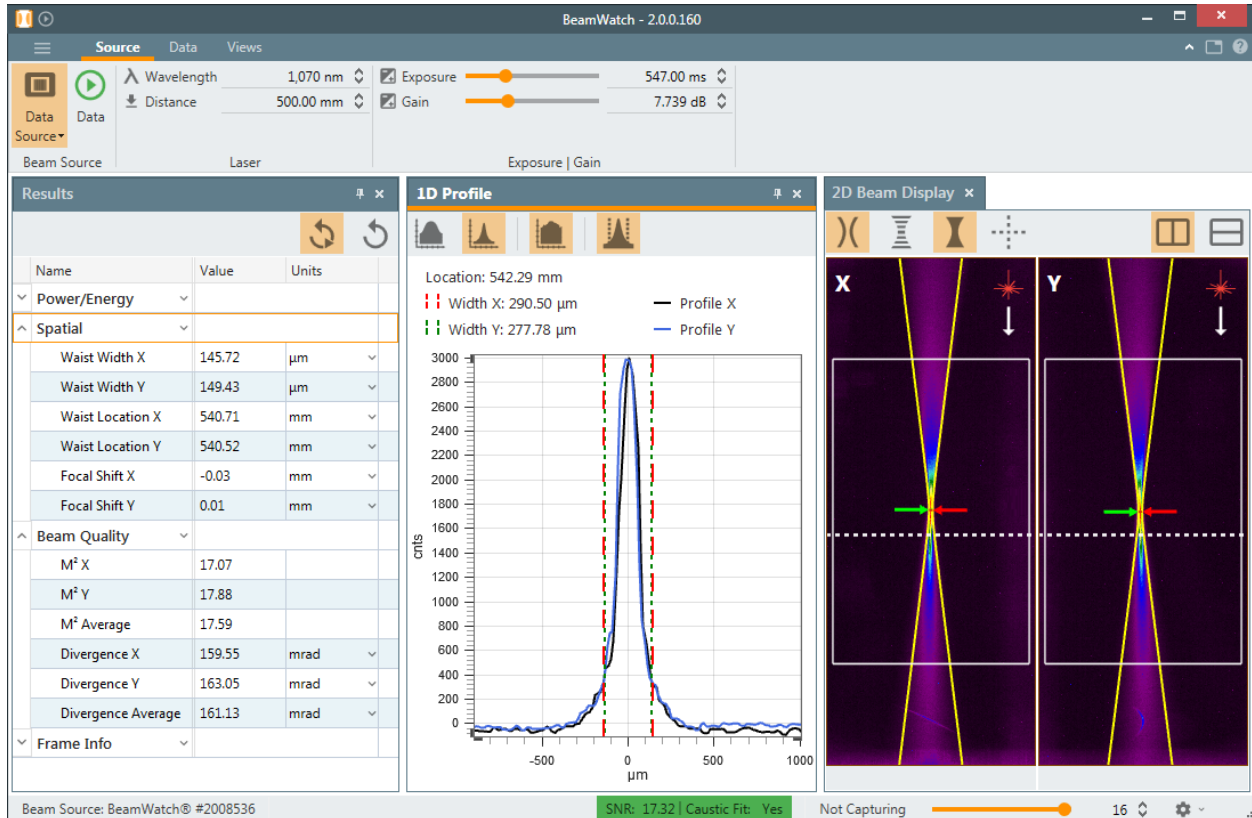 BeamWatch - 2.0.0.160
Source Data Views
λ Wavelength 1,070 nm Exposure 547.00 ms
Distance 500.00 mm Gain 7.739 dB
Data Source Data
Beam Source Laser Exposure | Gain
Results
Name Value Units
Power/Energy
Spatial
Waist Width X 145.72 µm
Waist Width Y 149.43 µm
Waist Location X 540.71 mm
Waist Location Y 540.52 mm
Focal Shift X -0.03 mm
Focal Shift Y 0.01 mm
Beam Quality
M² X 17.07
M² Y 17.88
M² Average 17.59
Divergence X 159.55 mrad
Divergence Y 163.05 mrad
Divergence Average 161.13 mrad
Frame Info
1D Profile
Location: 542.29 mm
Width X: 290.50 µm Profile X
Width Y: 277.78 µm Profile Y
3000
2800
2600
2400
2200
2000
1800
1600
1400
1200
1000
800
600
400
200
0
cnts
-500 0 500 1000
µm
2D Beam Display
X Y
Beam Source: BeamWatch® #2008536 SNR: 17.32 | Caustic Fit: Yes Not Capturing 16